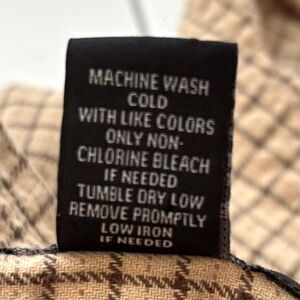 MACHINE WASH
COLD
WITH LIKE COLORS
ONLY NON-
CHLORINE BLEACH
IF NEEDED
TUMBLE DRY LOW
REMOVE PROMPTLY
LOW IRON
IF NEEDED